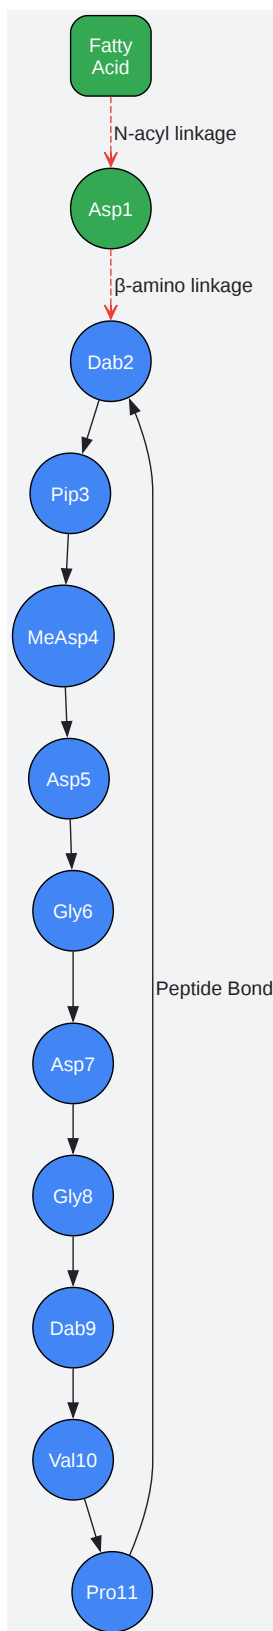 Fatty
Acid
N-acyl linkage
Asp1
β-amino linkage
Dab2
Pip3
MeAsp4
Asp5
Gly6
Peptide Bond
Asp7
Gly8
Dab9
Val10
Pro11